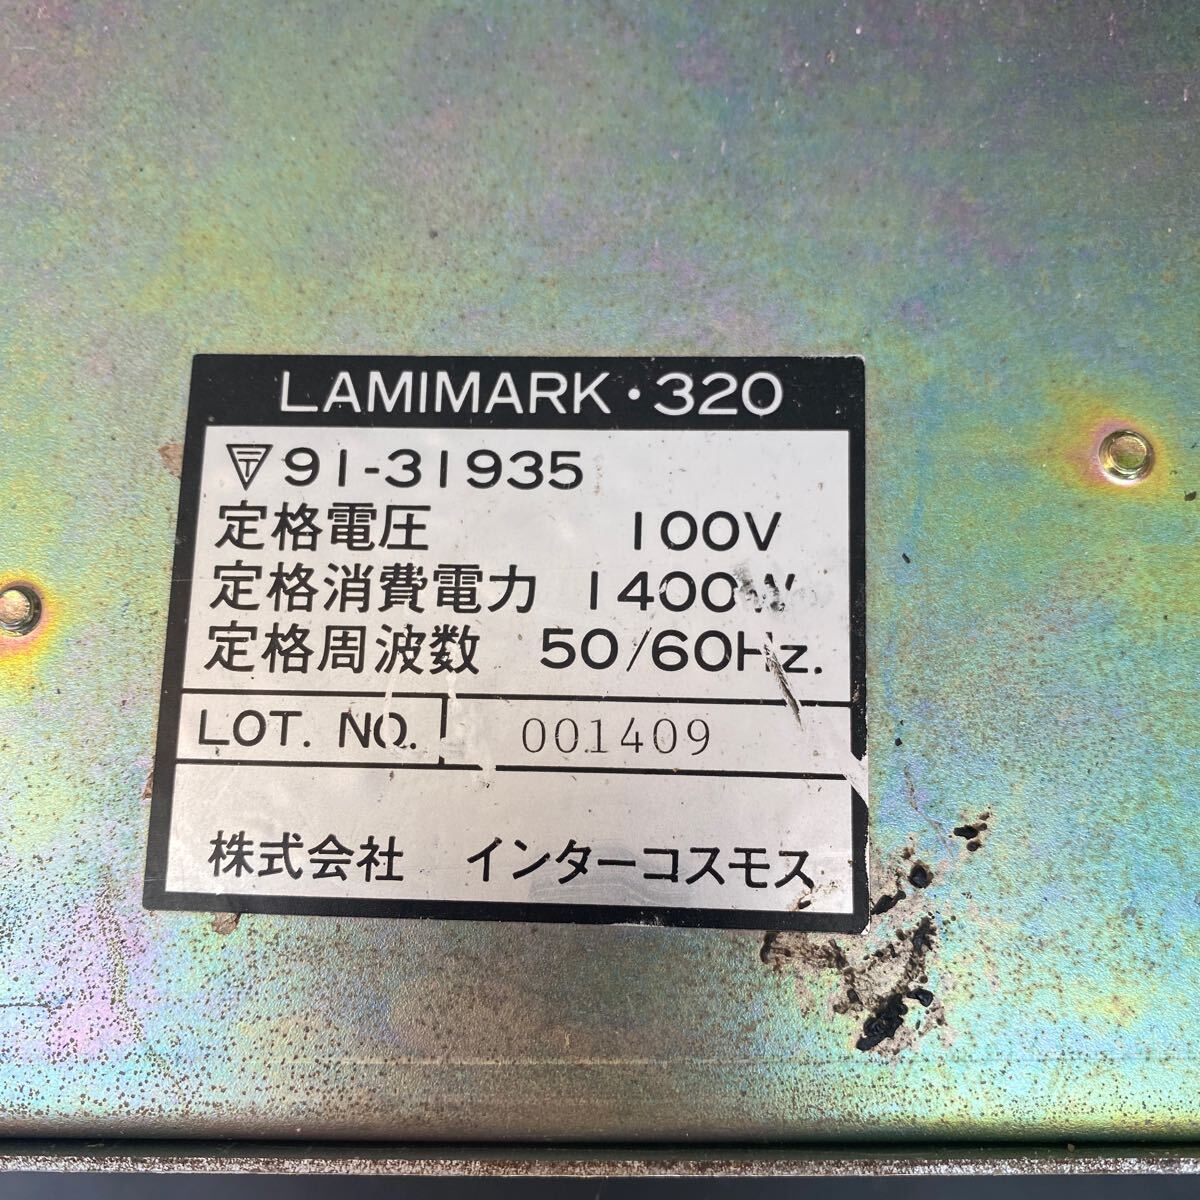 LAMIMARK・320
91-31935
定格電圧 100V
定格消費電力 1400W
定格周波数 50/60Hz.
LOT. NO. 001409
株式会社 インターコスモス